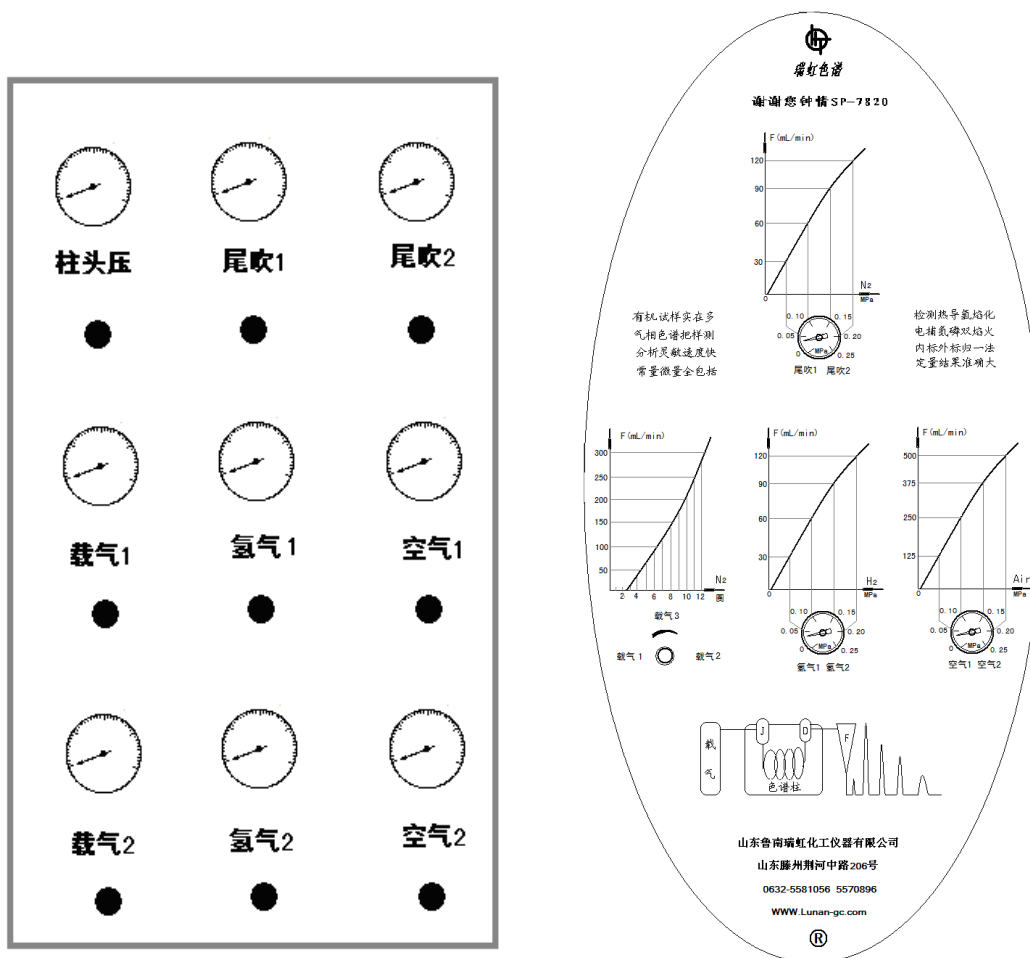 柱头压
尾吹1
尾吹2
载气1
氢气1
空气1
载气2
氢气2
空气2
瑞虹色谱
谢谢您钟情SP-7820
F(mL/min)
120
90
60
30
0
N2
MPa
有机试样实在多
气相色谱把样测
分析灵敏速度快
常量微量全包括
0.10
0.15
0.05
0.20
0
MPa
0.25
尾吹1 尾吹2
检测热导氢焰化
电捕氮磷双焰火
内标外标归一法
定量结果准确大
F(mL/min)
300
250
200
150
100
50
2 4 6 8 10 12
N2
圈
载气3
载气1
载气2
F(mL/min)
120
90
60
30
0
H2
MPa
0.10
0.15
0.05
0.20
0
MPa
0.25
氢气1 氢气2
F(mL/min)
500
375
250
125
0
Air
MPa
0.10
0.15
0.05
0.20
0
MPa
0.25
空气1 空气2
载气
J
D
F
色谱柱
山东鲁南瑞虹化工仪器有限公司
山东滕州荆河中路206号
0632-5581056 5570896
WWW.Lunan-gc.com
®